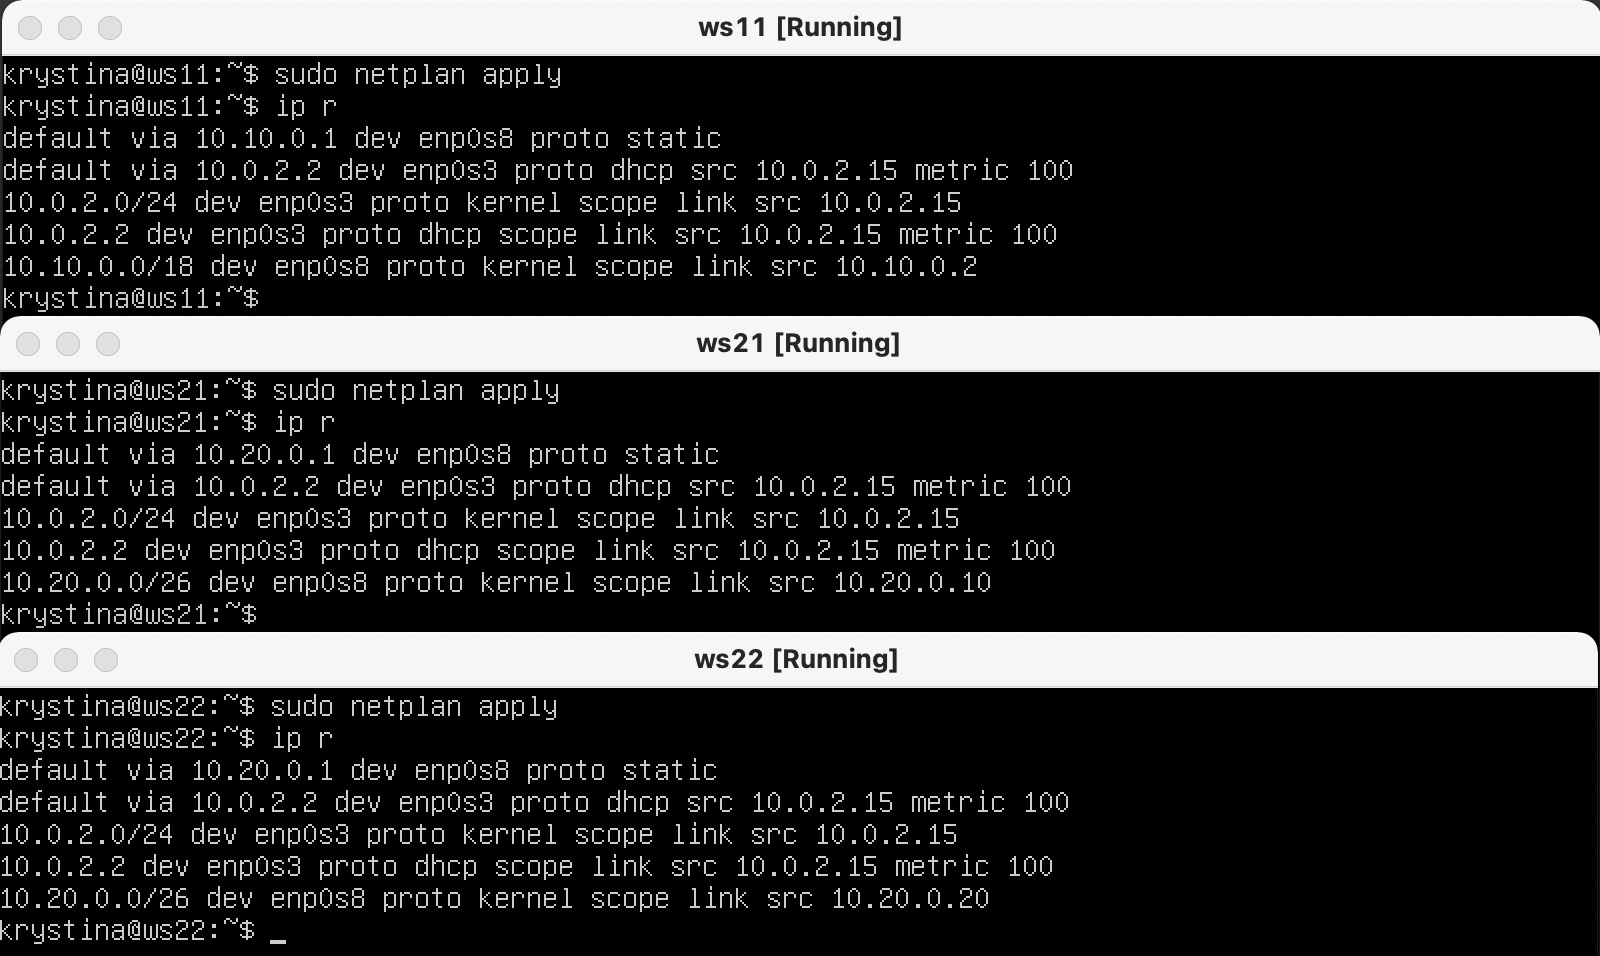 ws11 [Running]
krystina@ws11:~$ sudo netplan apply
krystina@ws11:~$ ip r
default via 10.10.0.1 dev enp0s8 proto static
default via 10.0.2.2 dev enp0s3 proto dhcp src 10.0.2.15 metric 100
10.0.2.0/24 dev enp0s3 proto kernel scope link src 10.0.2.15
10.0.2.2 dev enp0s3 proto dhcp scope link src 10.0.2.15 metric 100
10.10.0.0/18 dev enp0s8 proto kernel scope link src 10.10.0.2
krystina@ws11:~$
ws21 [Running]
krystina@ws21:~$ sudo netplan apply
krystina@ws21:~$ ip r
default via 10.20.0.1 dev enp0s8 proto static
default via 10.0.2.2 dev enp0s3 proto dhcp src 10.0.2.15 metric 100
10.0.2.0/24 dev enp0s3 proto kernel scope link src 10.0.2.15
10.0.2.2 dev enp0s3 proto dhcp scope link src 10.0.2.15 metric 100
10.20.0.0/26 dev enp0s8 proto kernel scope link src 10.20.0.10
krystina@ws21:~$
ws22 [Running]
krystina@ws22:~$ sudo netplan apply
krystina@ws22:~$ ip r
default via 10.20.0.1 dev enp0s8 proto static
default via 10.0.2.2 dev enp0s3 proto dhcp src 10.0.2.15 metric 100
10.0.2.0/24 dev enp0s3 proto kernel scope link src 10.0.2.15
10.0.2.2 dev enp0s3 proto dhcp scope link src 10.0.2.15 metric 100
10.20.0.0/26 dev enp0s8 proto kernel scope link src 10.20.0.20
krystina@ws22:~$ _